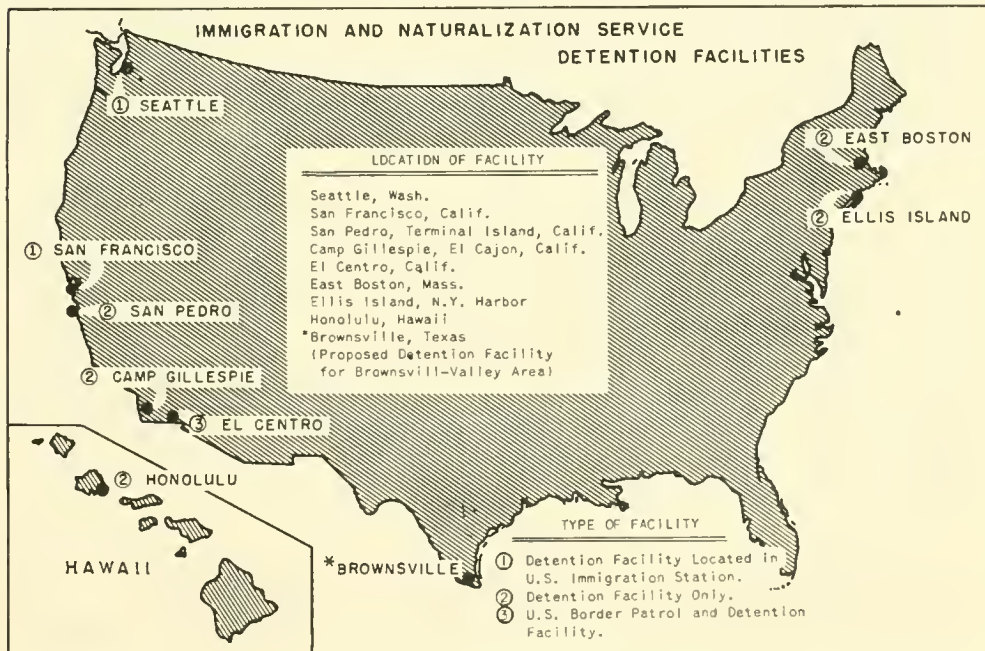 IMMIGRATION AND NATURALIZATION SERVICE
DETENTION FACILITIES
① SEATTLE
② EAST BOSTON
② ELLIS ISLAND
① SAN FRANCISCO
② SAN PEDRO
② CAMP GILLESPIE
③ EL CENTRO
② HONOLULU
HAWAII
*BROWNSVILLE
LOCATION OF FACILITY
Seattle, Wash.
San Francisco, Calif.
San Pedro, Terminal Island, Calif.
Camp Gillespie, El Cajon, Calif.
El Centro, Calif.
East Boston, Mass.
Ellis Island, N.Y. Harbor
Honolulu, Hawaii
*Brownsville, Texas
(Proposed Detention Facility
for Brownsvill-Valley Area)
TYPE OF FACILITY
① Detention Facility Located in
U.S. Immigration Station.
② Detention Facility Only.
③ U.S. Border Patrol and Detention
Facility.